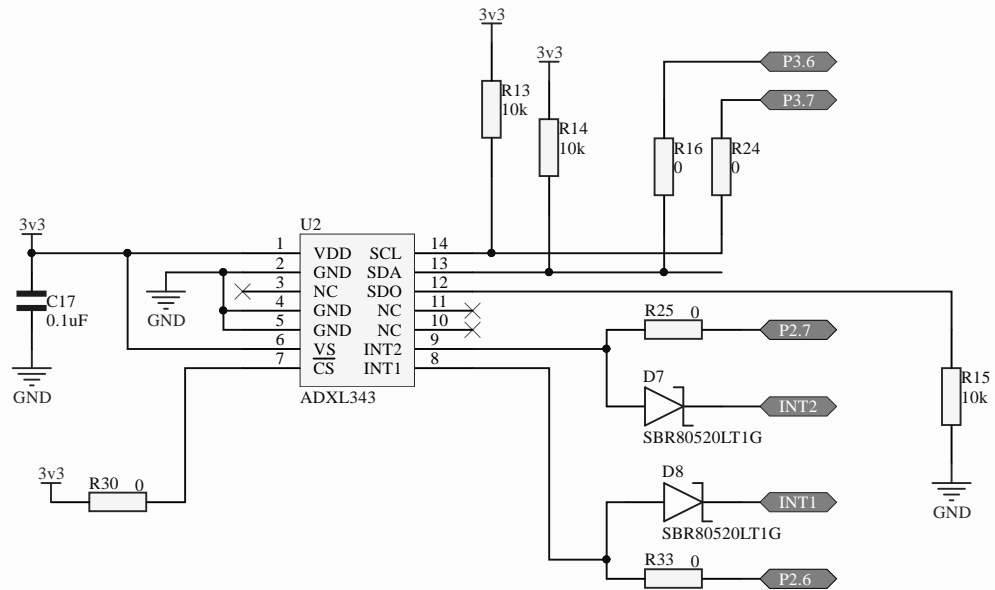 3v3
3v3
P3.6
P3.7
R13
10k
R14
10k
R16
0
R24
0
3v3
U2
1 VDD SCL 14
2 GND SDA 13
3 NC SDO 12
4 GND NC 11
5 GND NC 10
6 VS INT2 9
7 CS INT1 8
ADXL343
C17
0.1uF
GND
GND
R25 0
P2.7
D7
INT2
SBR80520LT1G
R15
10k
GND
3v3
R30 0
D8
INT1
SBR80520LT1G
R33 0
P2.6